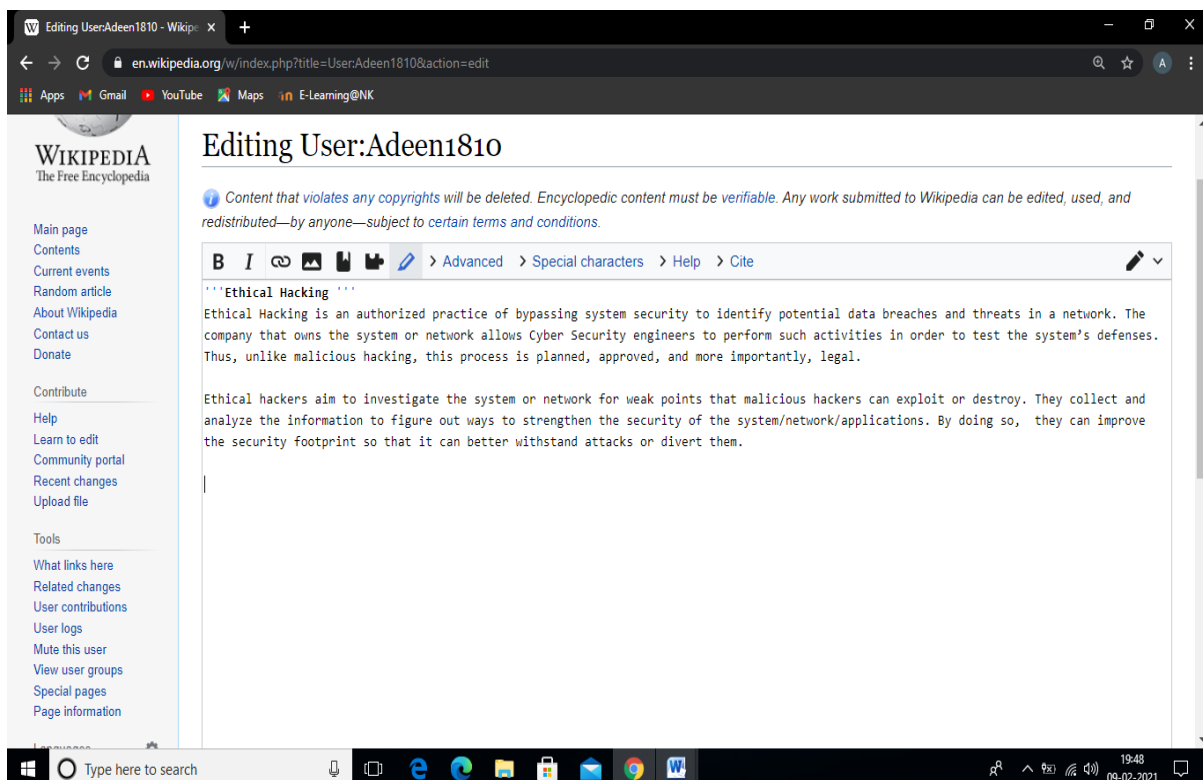 Editing User:Adeen1810 - Wikipe
en.wikipedia.org/w/index.php?title=User:Adeen1810&action=edit
A
Apps Gmail YouTube Maps E-Learning@NK
WIKIPEDIA
The Free Encyclopedia
Main page
Contents
Current events
Random article
About Wikipedia
Contact us
Donate
Contribute
Help
Learn to edit
Community portal
Recent changes
Upload file
Tools
What links here
Related changes
User contributions
User logs
Mute this user
View user groups
Special pages
Page information
Languages
Editing User:Adeen1810
Content that violates any copyrights will be deleted. Encyclopedic content must be verifiable. Any work submitted to Wikipedia can be edited, used, and
redistributed—by anyone—subject to certain terms and conditions.
B I > Advanced > Special characters > Help > Cite
'''Ethical Hacking '''
Ethical Hacking is an authorized practice of bypassing system security to identify potential data breaches and threats in a network. The
company that owns the system or network allows Cyber Security engineers to perform such activities in order to test the system’s defenses.
Thus, unlike malicious hacking, this process is planned, approved, and more importantly, legal.
Ethical hackers aim to investigate the system or network for weak points that malicious hackers can exploit or destroy. They collect and
analyze the information to figure out ways to strengthen the security of the system/network/applications. By doing so,  they can improve
the security footprint so that it can better withstand attacks or divert them.
Type here to search
19:48
09-02-2021